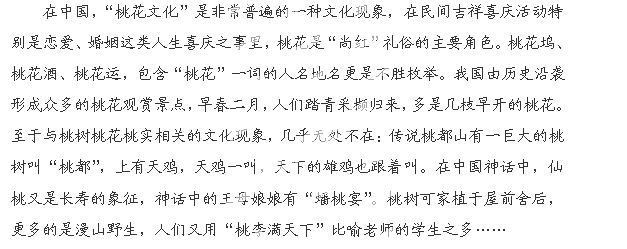 在中国，“桃花文化”是非常普遍的一种文化现象，在民间吉祥喜庆活动特
别是恋爱、婚姻这类人生喜庆之事里，桃花是“尚红”礼俗的主要角色。桃花坞、
桃花酒、桃花运，包含“桃花”一词的人名地名更是不胜枚举。我国由历史沿袭
形成众多的桃花观赏景点，早春二月，人们踏青采撷归来，多是几枝早开的桃花。
至于与桃树桃花桃实相关的文化现象，几乎无处不在：传说桃都山有一巨大的桃
树叫“桃都”，上有天鸡，天鸡一叫，天下的雄鸡也跟着叫。在中国神话中，仙
桃又是长寿的象征，神话中的王母娘娘有“蟠桃宴”。桃树可家植于屋前舍后，
更多的是漫山野生，人们又用“桃李满天下”比喻老师的学生之多……